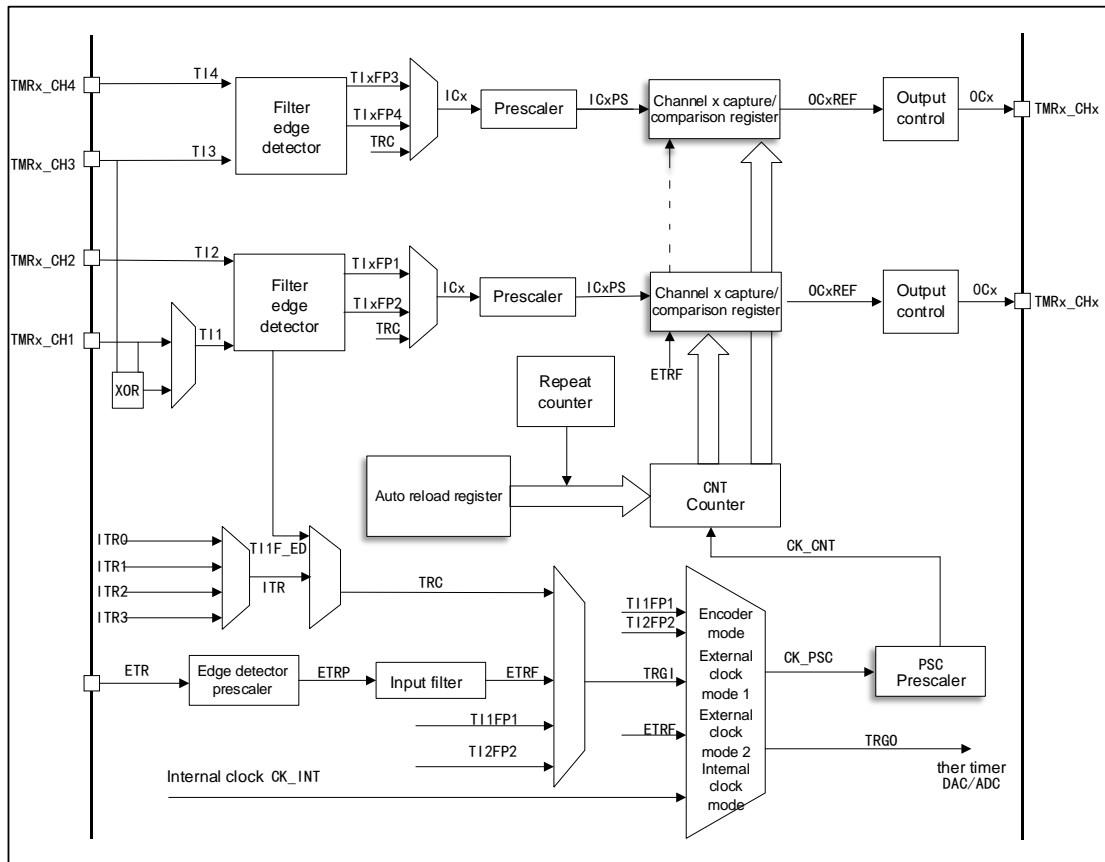 TMRx_CH4
TI4
Filter
edge
detector
TIxFP3
TIxFP4
TRC
ICx
Prescaler
ICxPS
Channel x capture/
comparison register
OCxREF
Output
control
OCx
TMRx_CHx
TMRx_CH3
TI3
TMRx_CH2
TI2
Filter
edge
detector
TIxFP1
TIxFP2
TRC
ICx
Prescaler
ICxPS
Channel x capture/
comparison register
OCxREF
Output
control
OCx
TMRx_CHx
TMRx_CH1
TI1
XOR
ETRF
Repeat
counter
Auto reload register
CNT
Counter
CK_CNT
ITR0
ITR1
ITR2
ITR3
TI1F_ED
ITR
TRC
TI1FP1
TI2FP2
Encoder
mode
External
clock
mode 1
External
clock
mode 2
Internal
clock
mode
CK_PSC
PSC
Prescaler
ETR
Edge detector
prescaler
ETRP
Input filter
ETRF
TRGI
TI1FP1
TI2FP2
ETRF
TRGO
ther timer
DAC/ADC
Internal clock CK_INT